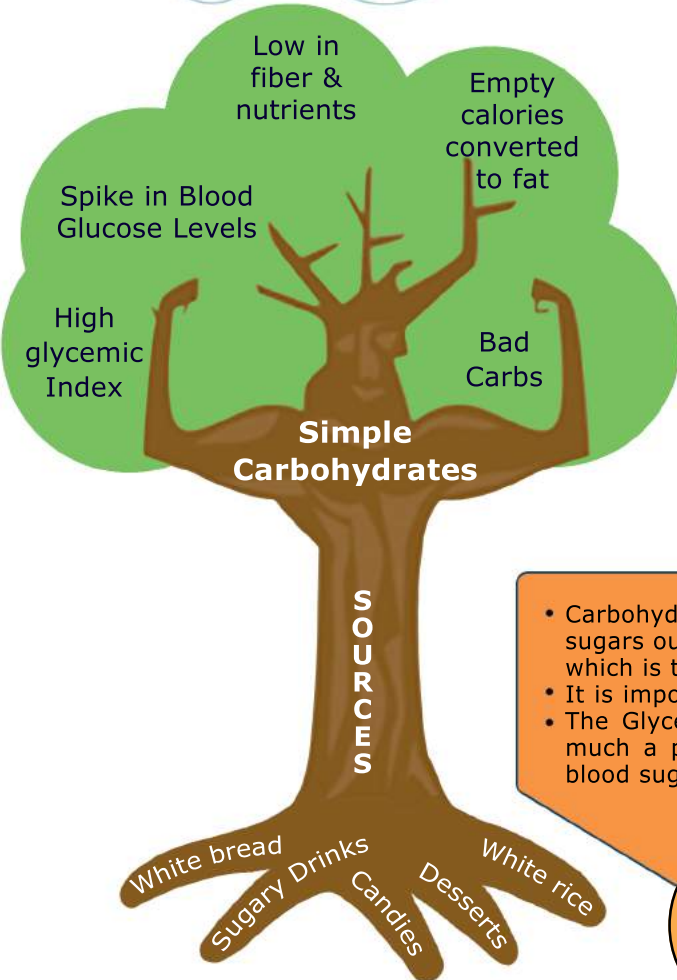 Low in
fiber &
nutrients
Empty
calories
converted
to fat
Spike in Blood
Glucose Levels
High
glycemic
Index
Bad
Carbs
Simple
Carbohydrates
SOURCES
• Carbohyd
sugars ou
which is t
• It is impo
• The Glyce
much a p
blood sug
White bread
Sugary Drinks
Candies
Desserts
White rice